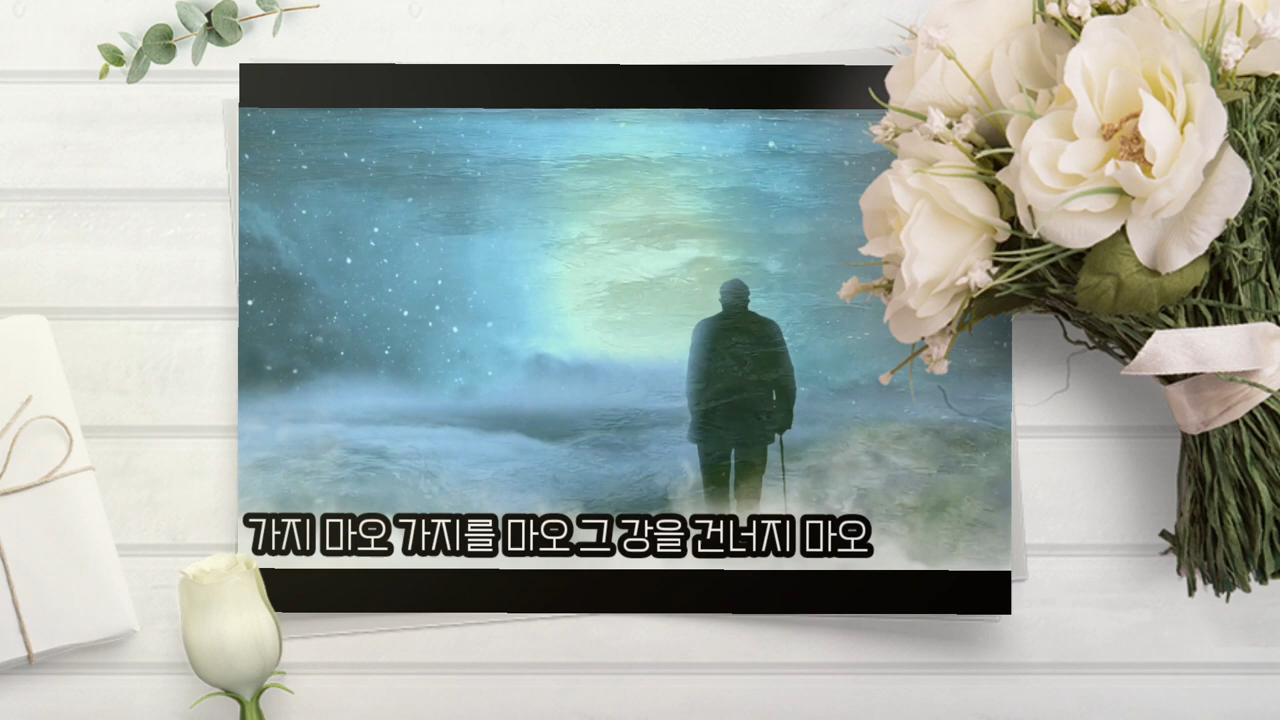 가지 마오 가지를 마오 그 강을 건너지 마오